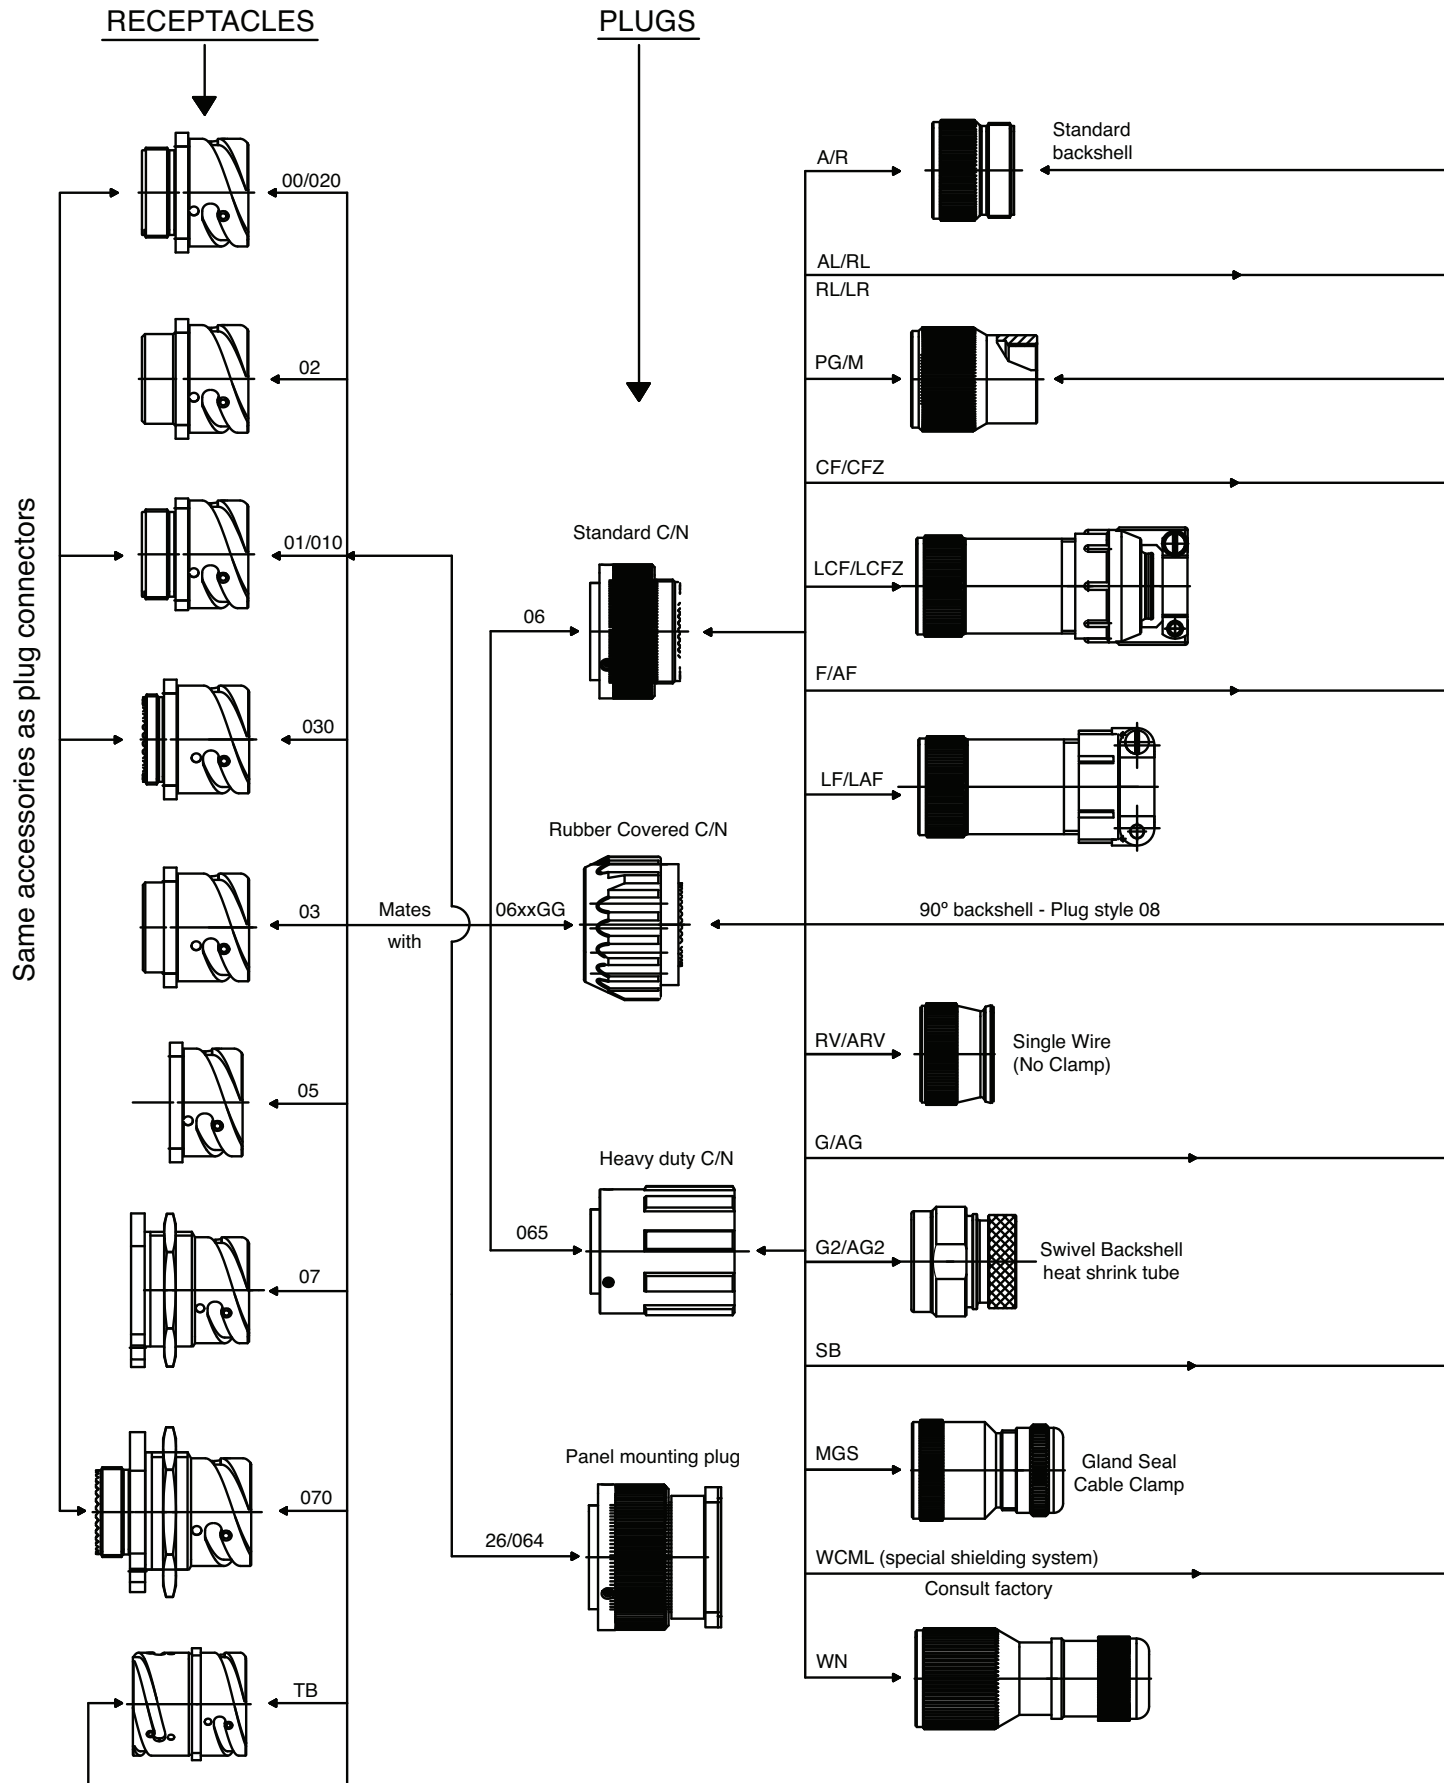 RECEPTACLES
PLUGS
Same accessories as plug connectors
00/020
02
01/010
030
03
05
07
070
TB
Mates
with
Standard C/N
06
Rubber Covered C/N
06xxGG
Heavy duty C/N
065
Panel mounting plug
26/064
A/R
Standard
backshell
AL/RL
RL/LR
PG/M
CF/CFZ
LCF/LCFZ
F/AF
LF/LAF
90º backshell - Plug style 08
RV/ARV
Single Wire
(No Clamp)
G/AG
G2/AG2
Swivel Backshell
heat shrink tube
SB
MGS
Gland Seal
Cable Clamp
WCML (special shielding system)
Consult factory
WN